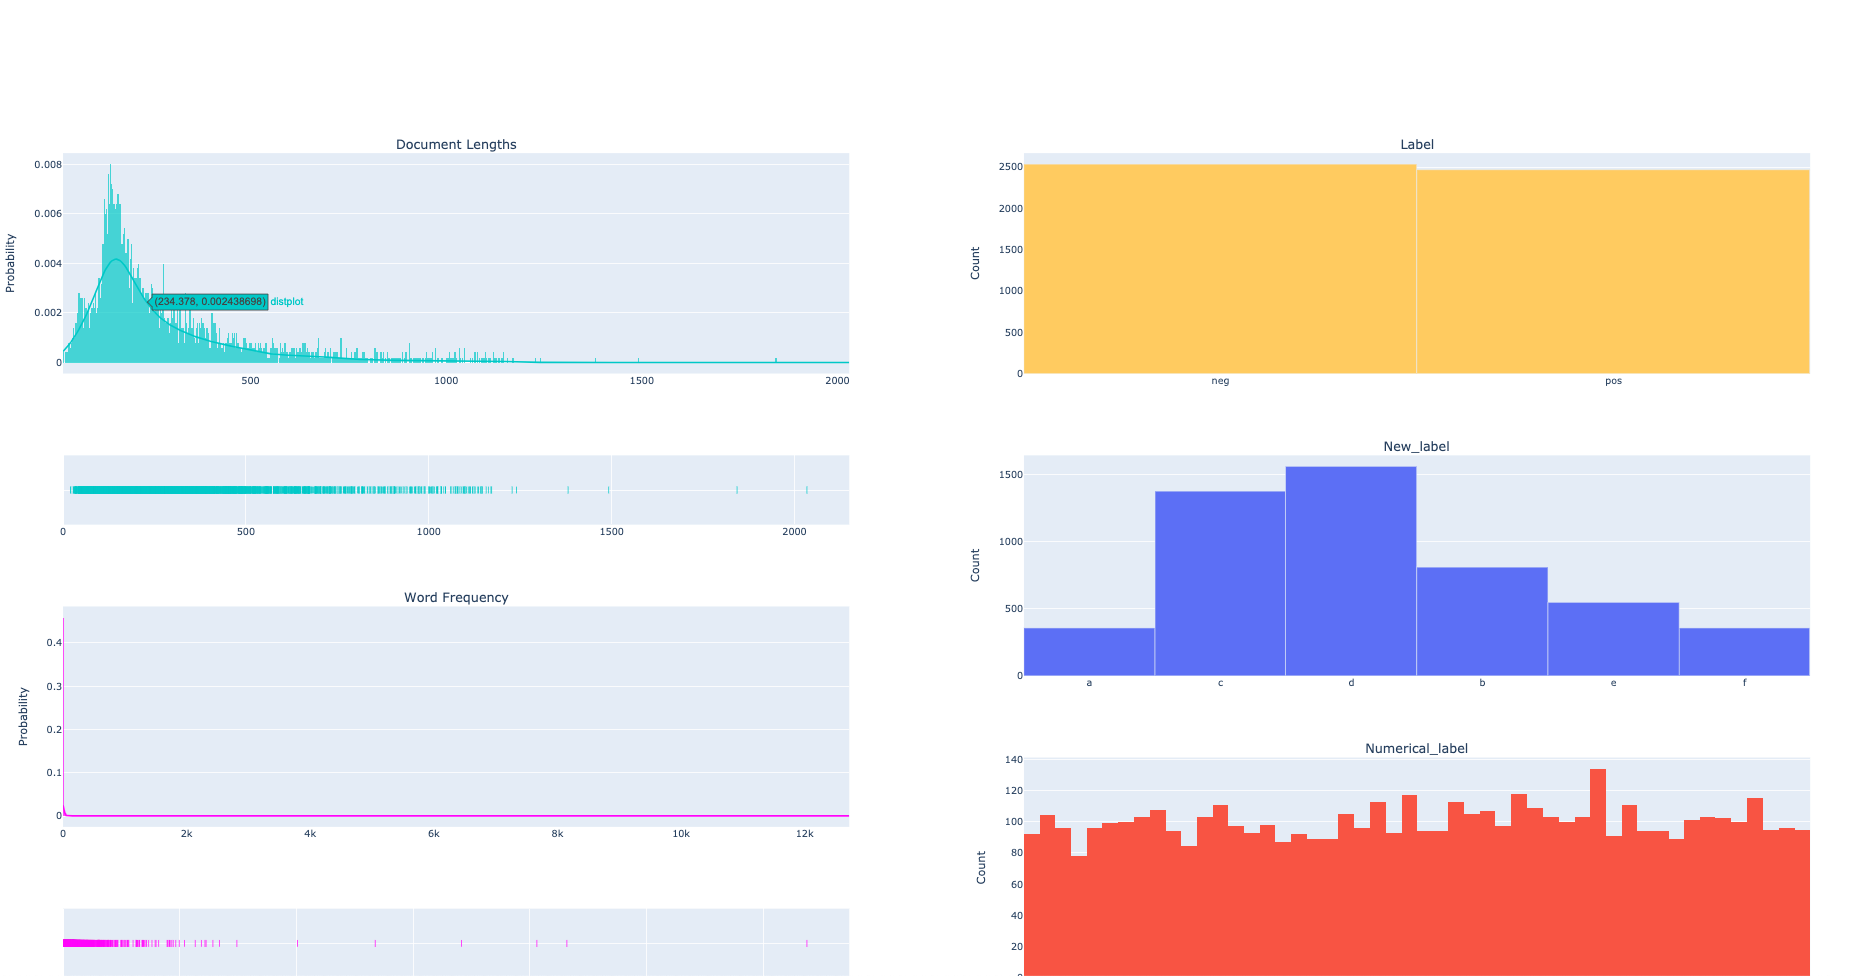 Document Lengths
0.008
0.006
0.004
0.002
0
Probability
(234.378, 0.002438698) distplot
500 1000 1500 2000
0 500 1000 1500 2000
Word Frequency
0.4
0.3
0.2
0.1
0
Probability
0 2k 4k 6k 8k 10k 12k
Label
2500
2000
1500
1000
500
0
Count
neg pos
New_label
1500
1000
500
0
Count
a c d b e f
Numerical_label
140
120
100
80
60
40
20
Count